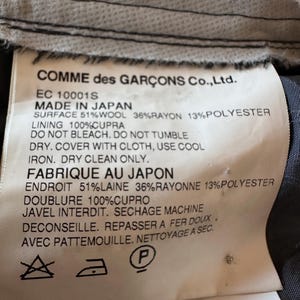 COMME des GARÇONS Co.,Ltd.
EC 10001S
MADE IN JAPAN
SURFACE 51%WOOL 36%RAYON 13%POLYESTER
LINING 100%CUPRA
DO NOT BLEACH. DO NOT TUMBLE
DRY. COVER WITH CLOTH, USE COOL
IRON. DRY CLEAN ONLY.
FABRIQUE AU JAPON
ENDROIT 51%LAINE 36%RAYONNE 13%POLYESTER
DOUBLURE 100%CUPRO
JAVEL INTERDIT. SECHAGE MACHINE
DECONSEILLE. REPASSER A FER DOUX.
AVEC PATTEMOUILLE. NETTOYAGE A SEC.
P